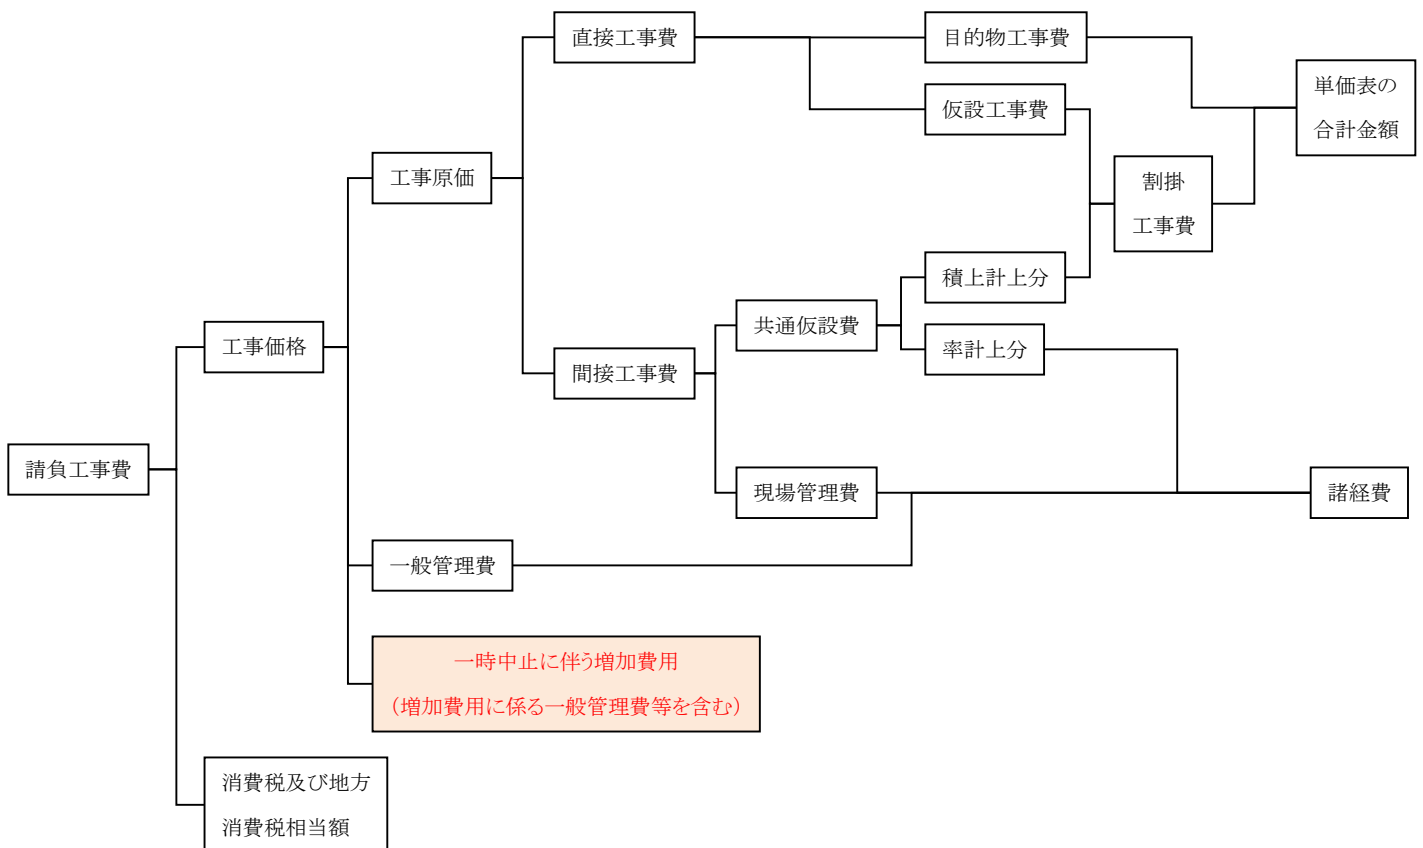 直接工事費
目的物工事費
単価表の
合計金額
仮設工事費
工事原価
割掛
工事費
積上計上分
共通仮設費
率計上分
工事価格
間接工事費
請負工事費
現場管理費
諸経費
一般管理費
一時中止に伴う増加費用
（増加費用に係る一般管理費等を含む）
消費税及び地方
消費税相当額